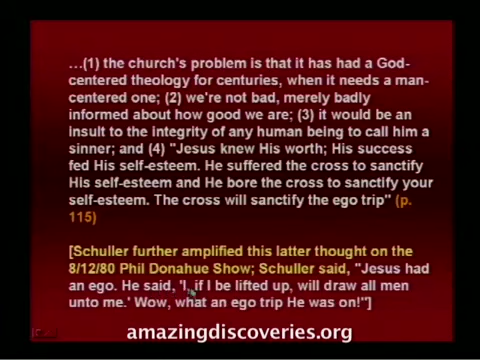 …(1) the church's problem is that it has had a God-
centered theology for centuries, when it needs a man-
centered one; (2) we're not bad, merely badly
informed about how good we are; (3) it would be an
insult to the integrity of any human being to call him a
sinner; and (4) "Jesus knew His worth; His success
fed His self-esteem. He suffered the cross to sanctify
His self-esteem and He bore the cross to sanctify your
self-esteem. The cross will sanctify the ego trip" (p.
115)
[Schuller further amplified this latter thought on the
8/12/80 Phil Donahue Show; Schuller said, "Jesus had
an ego. He said, 'I, if I be lifted up, will draw all men
unto me.' Wow, what an ego trip He was on!"]
amazingdiscoveries.org